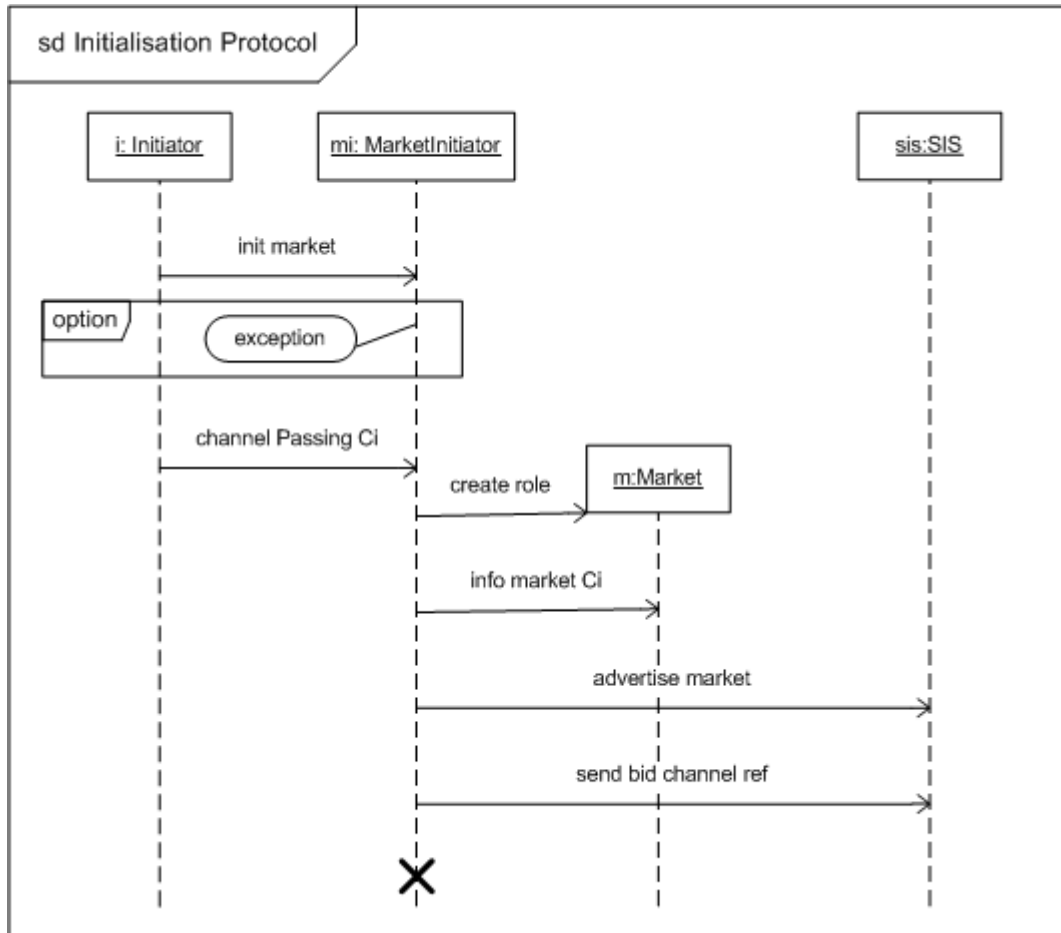 sd Initialisation Protocol
i: Initiator
mi: MarketInitiator
sis:SIS
init market
option
exception
channel Passing Ci
m:Market
create role
info market Ci
advertise market
send bid channel ref